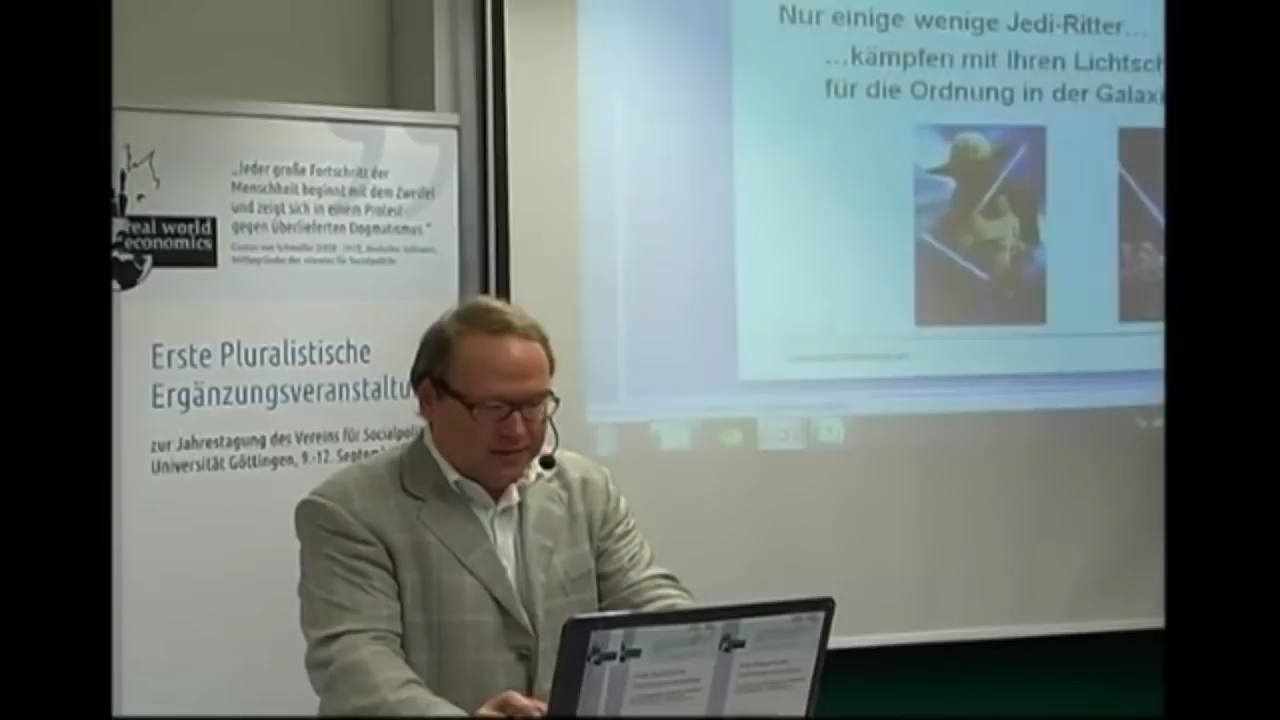 Nur einige wenige Jedi-Ritter...
...kämpfen mit Ihren Lichtsch
für die Ordnung in der Galaxi
„Jeder große Fortschritt der
Menschheit beginnt mit dem Zweifel
und zeigt sich in einem Protest
gegen überlieferten Dogmatismus."
real world
economics
Erste Pluralistische
Ergänzungsveranstaltu
zur Jahrestagung des Vereins für Socialpoli
Universität Göttingen, 9.-12. Septem